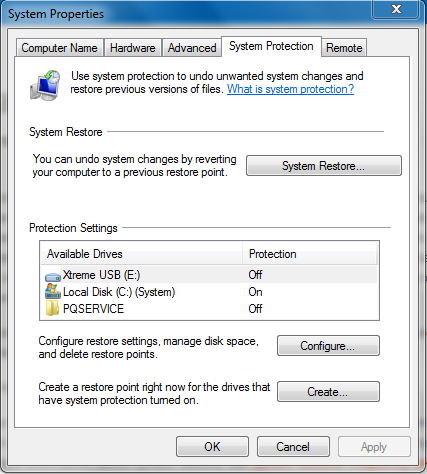 System Properties
Computer Name
Hardware
Advanced
System Protection
Remote
Use system protection to undo unwanted system changes and
restore previous versions of files. What is system protection?
System Restore
You can undo system changes by reverting
your computer to a previous restore point.
System Restore...
Protection Settings
Available Drives Protection
Xtreme USB (E:) Off
Local Disk (C:) (System) On
PQSERVICE Off
Configure restore settings, manage disk space,
and delete restore points.
Configure...
Create a restore point right now for the drives that
have system protection turned on.
Create...
OK
Cancel
Apply